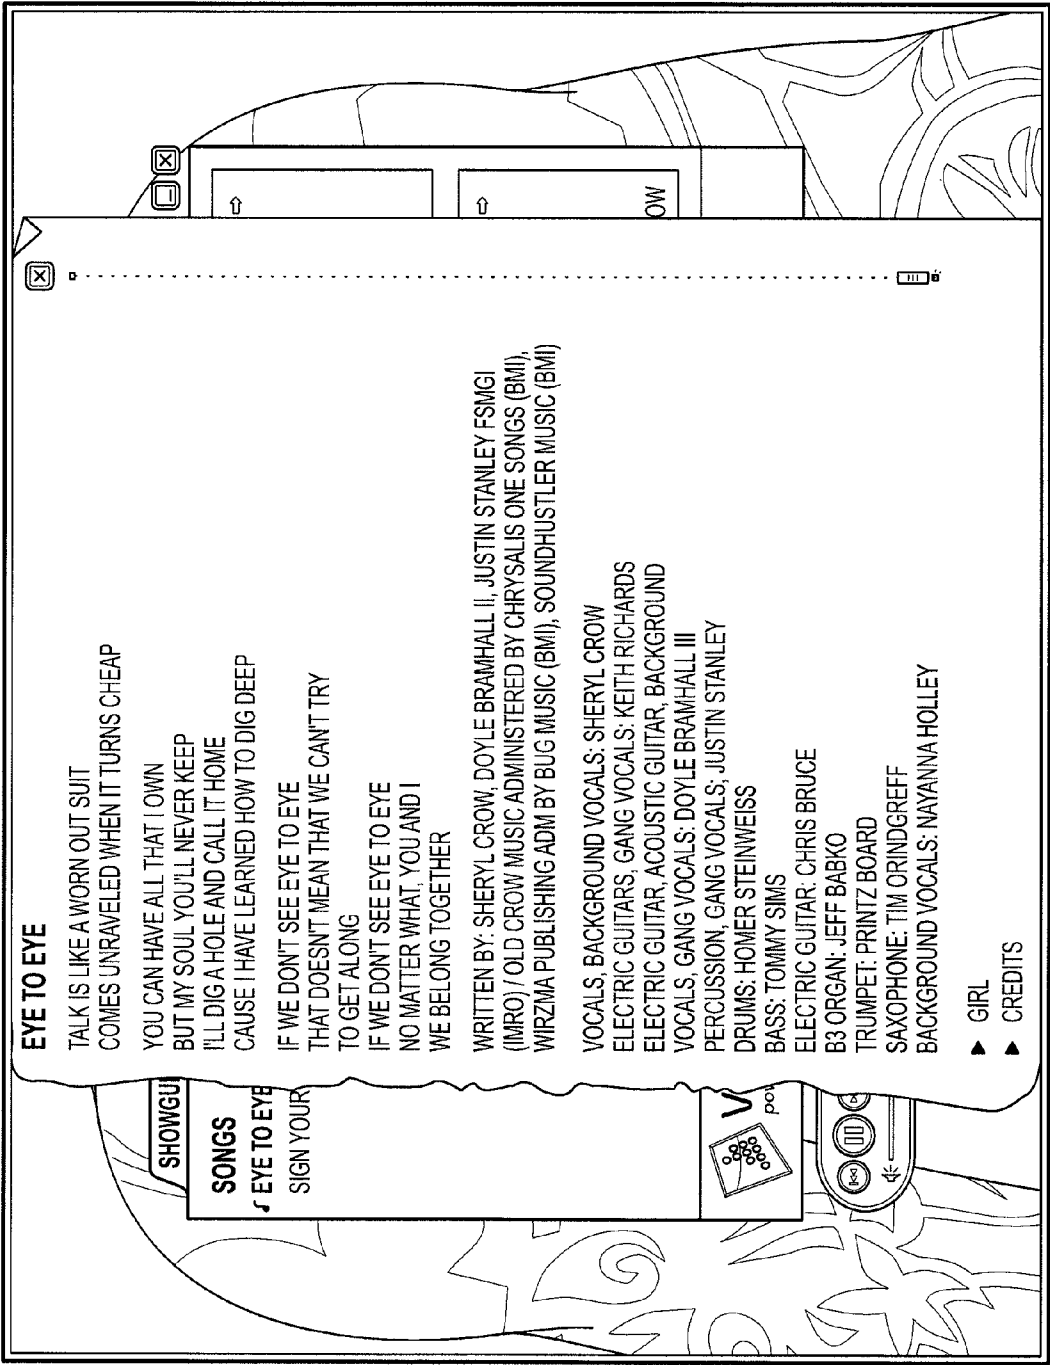 EYE TO EYE
TALK IS LIKE A WORN OUT SUIT
COMES UNRAVELED WHEN IT TURNS CHEAP
YOU CAN HAVE ALL THAT I OWN
BUT MY SOUL YOU'LL NEVER KEEP
I'LL DIG A HOLE AND CALL IT HOME
CAUSE I HAVE LEARNED HOW TO DIG DEEP
IF WE DON'T SEE EYE TO EYE
THAT DOESN'T MEAN THAT WE CAN'T TRY
TO GET ALONG
IF WE DON'T SEE EYE TO EYE
NO MATTER WHAT, YOU AND I
WE BELONG TOGETHER
WRITTEN BY: SHERYL CROW, DOYLE BRAMHALL II, JUSTIN STANLEY FSMGI
(IMRO) / OLD CROW MUSIC ADMINISTERED BY CHRYSALIS ONE SONGS (BMI),
WIRZMA PUBLISHING ADM BY BUG MUSIC (BMI), SOUNDHUSTLER MUSIC (BMI)
VOCALS, BACKGROUND VOCALS: SHERYL CROW
ELECTRIC GUITARS, GANG VOCALS: KEITH RICHARDS
ELECTRIC GUITAR, ACOUSTIC GUITAR, BACKGROUND
VOCALS, GANG VOCALS: DOYLE BRAMHALL III
PERCUSSION, GANG VOCALS; JUSTIN STANLEY
DRUMS: HOMER STEINWEISS
BASS: TOMMY SIMS
ELECTRIC GUITAR: CHRIS BRUCE
B3 ORGAN: JEFF BABKO
TRUMPET: PRINTZ BOARD
SAXOPHONE: TIM ORINDGREFF
BACKGROUND VOCALS: NAYANNA HOLLEY
GIRL
CREDITS
SHOWGU
SONGS
EYE TO EYE
SIGN YOUR
V
pow
OW